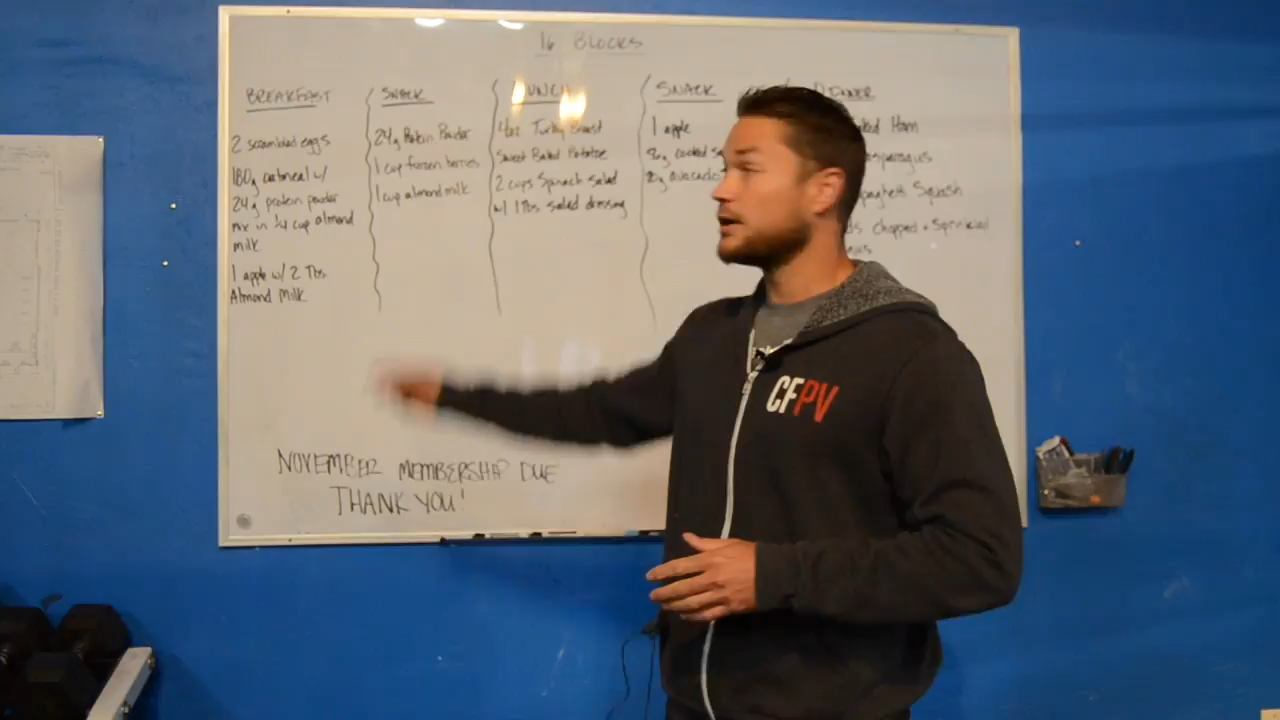 16 BLOCKS
BREAKFAST
2 scrambled eggs
180g oatmeal w/
24g protein powder
mix in 1/4 cup almond
milk
1 apple w/ 2 Tbs
Almond Milk
SNACK
24g Protein Powder
1 cup frozen berries
1 cup almond milk
LUNCH
4oz Turkey Breast
Sweet Baked Potatoe
2 cups Spinach salad
w/ 1 Tbs salad dressing
SNACK
1 apple
cooked
avocado
DINNER
Ham
asparagus
Spaghetti Squash
chopped + Sprinkled
NOVEMBER MEMBERSHIP DUE
THANK YOU!
CFPV